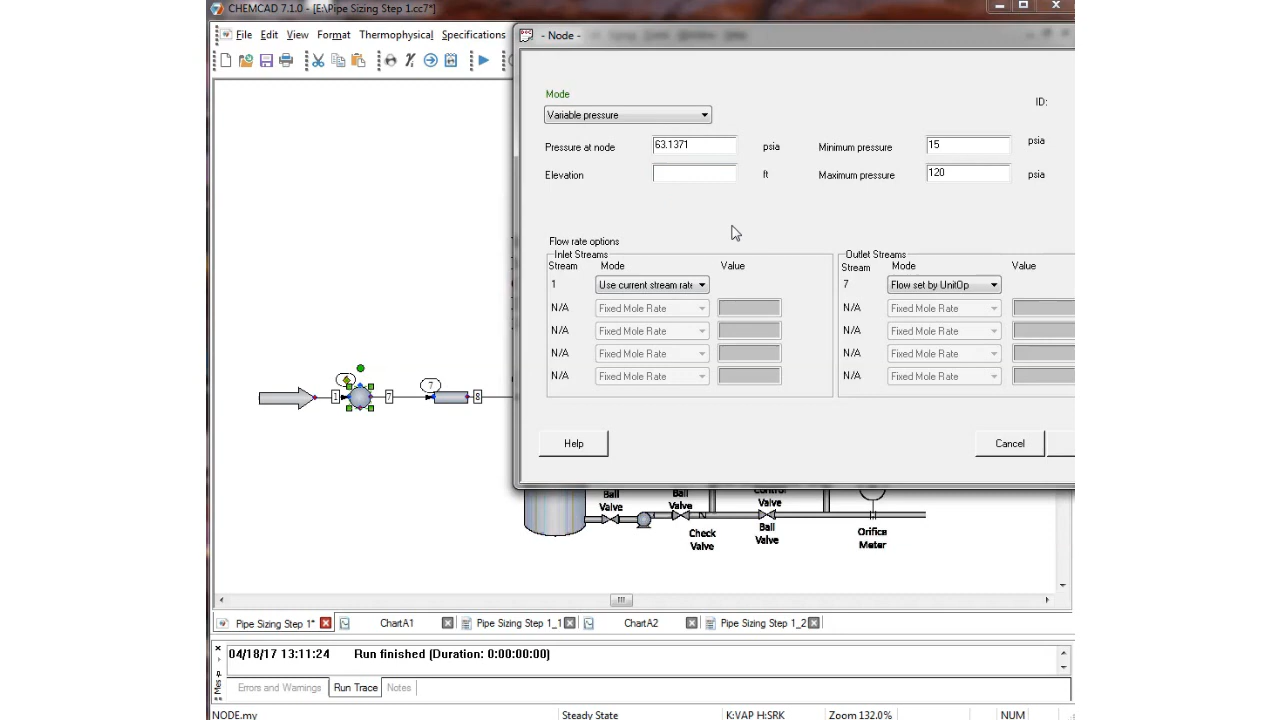 CHEMCAD 7.1.0 - [E:\Pipe Sizing Step 1.cc7*]
File Edit View Format Thermophysical Specifications
- Node -
Mode
Variable pressure
ID:
Pressure at node 63.1371 psia Minimum pressure 15 psia
Elevation ft Maximum pressure 120 psia
Flow rate options
Inlet Streams Outlet Streams
Stream Mode Value Stream Mode Value
1 Use current stream rate 7 Flow set by UnitOp
N/A Fixed Mole Rate N/A Fixed Mole Rate
N/A Fixed Mole Rate N/A Fixed Mole Rate
N/A Fixed Mole Rate N/A Fixed Mole Rate
N/A Fixed Mole Rate N/A Fixed Mole Rate
1 7 7 8
Help Cancel
Ball Valve
Ball Valve
Control Valve
Check Valve
Ball Valve
Orifice Meter
Pipe Sizing Step 1* ChartA1 Pipe Sizing Step 1_1 ChartA2 Pipe Sizing Step 1_2
04/18/17 13:11:24 Run finished (Duration: 0:00:00:00)
Mes
Errors and Warnings Run Trace Notes
NODE.my Steady State K:VAP H:SRK Zoom 132.0% NUM